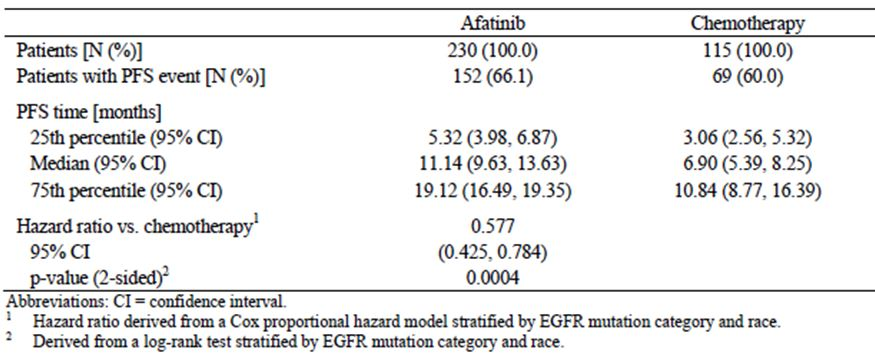 Afatinib Chemotherapy
Patients [N (%)] 230 (100.0) 115 (100.0)
Patients with PFS event [N (%)] 152 (66.1) 69 (60.0)
PFS time [months]
25th percentile (95% CI) 5.32 (3.98, 6.87) 3.06 (2.56, 5.32)
Median (95% CI) 11.14 (9.63, 13.63) 6.90 (5.39, 8.25)
75th percentile (95% CI) 19.12 (16.49, 19.35) 10.84 (8.77, 16.39)
Hazard ratio vs. chemotherapy1 0.577
95% CI (0.425, 0.784)
p-value (2-sided)2 0.0004
Abbreviations: CI = confidence interval.
1 Hazard ratio derived from a Cox proportional hazard model stratified by EGFR mutation category and race.
2 Derived from a log-rank test stratified by EGFR mutation category and race.